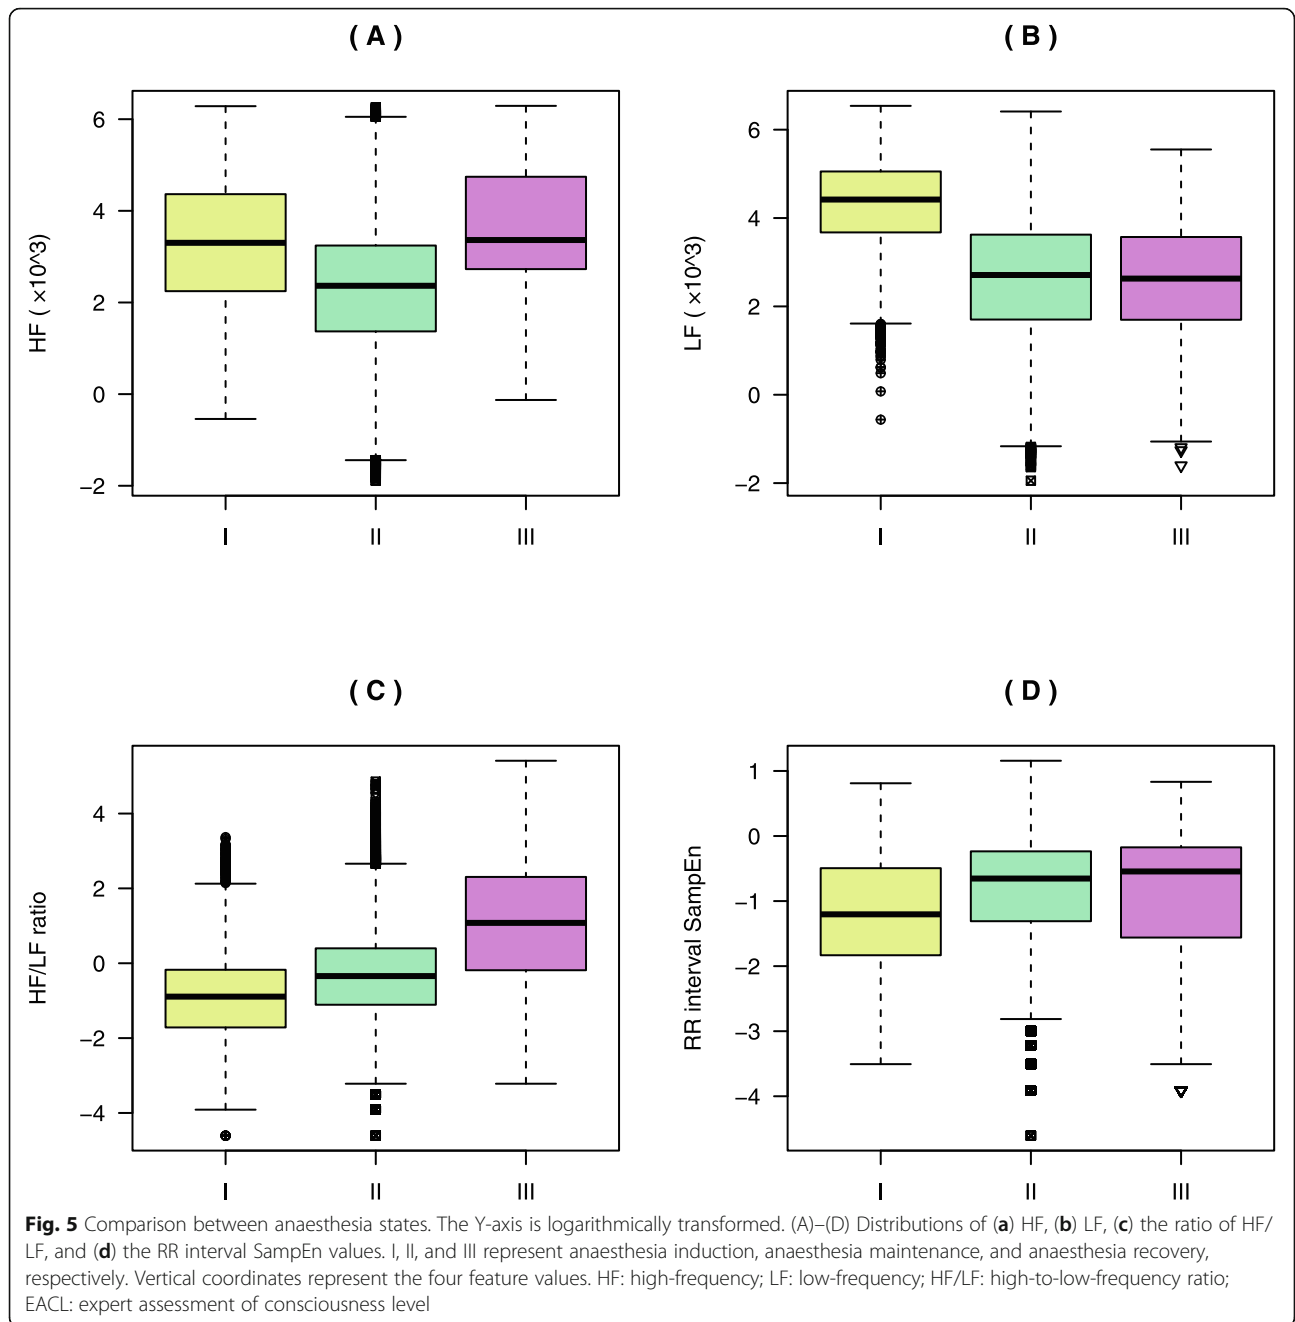 ( A )
6
4
2
0
−2
HF ( ×10^3)
I II III
( B )
6
4
2
0
−2
LF ( ×10^3)
I II III
( C )
4
2
0
−2
−4
HF/LF ratio
I II III
( D )
1
0
−1
−2
−3
−4
RR interval SampEn
I II III
Fig. 5 Comparison between anaesthesia states. The Y-axis is logarithmically transformed. (A)–(D) Distributions of (a) HF, (b) LF, (c) the ratio of HF/
LF, and (d) the RR interval SampEn values. I, II, and III represent anaesthesia induction, anaesthesia maintenance, and anaesthesia recovery,
respectively. Vertical coordinates represent the four feature values. HF: high-frequency; LF: low-frequency; HF/LF: high-to-low-frequency ratio;
EACL: expert assessment of consciousness level